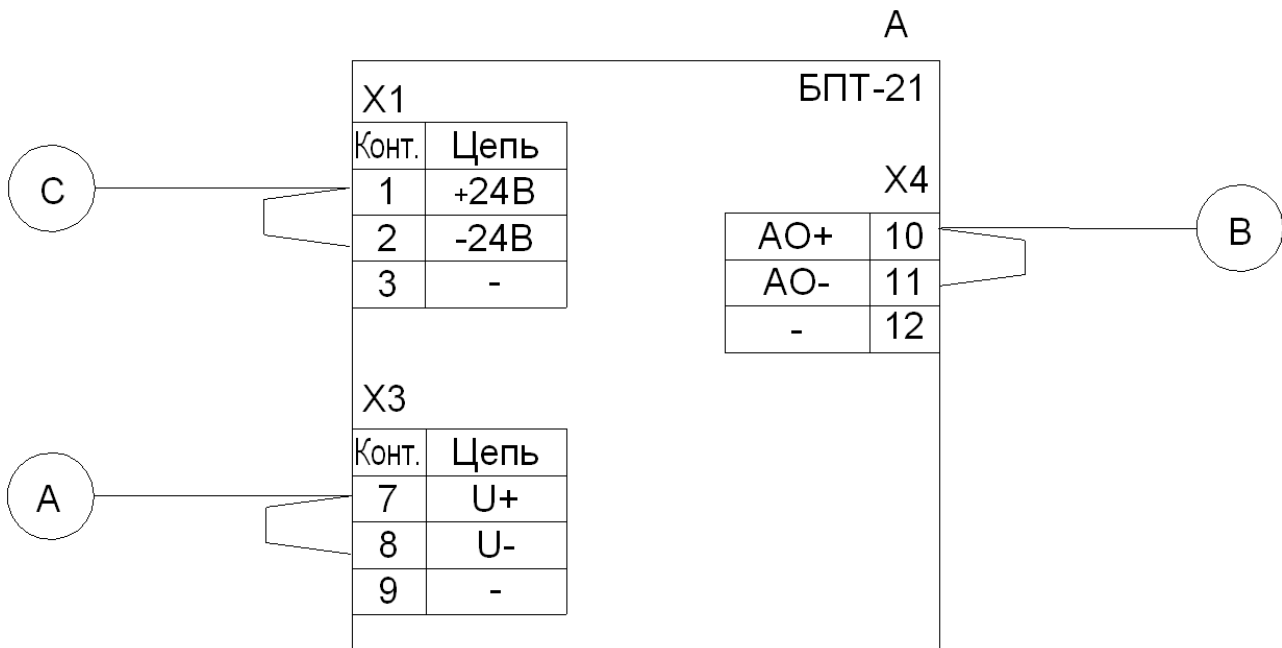 А
БПТ-21
X1
Конт. Цепь
1 +24В
2 -24В
3 -
С
X4
АО+ 10
АО- 11
- 12
В
X3
Конт. Цепь
7 U+
8 U-
9 -
А